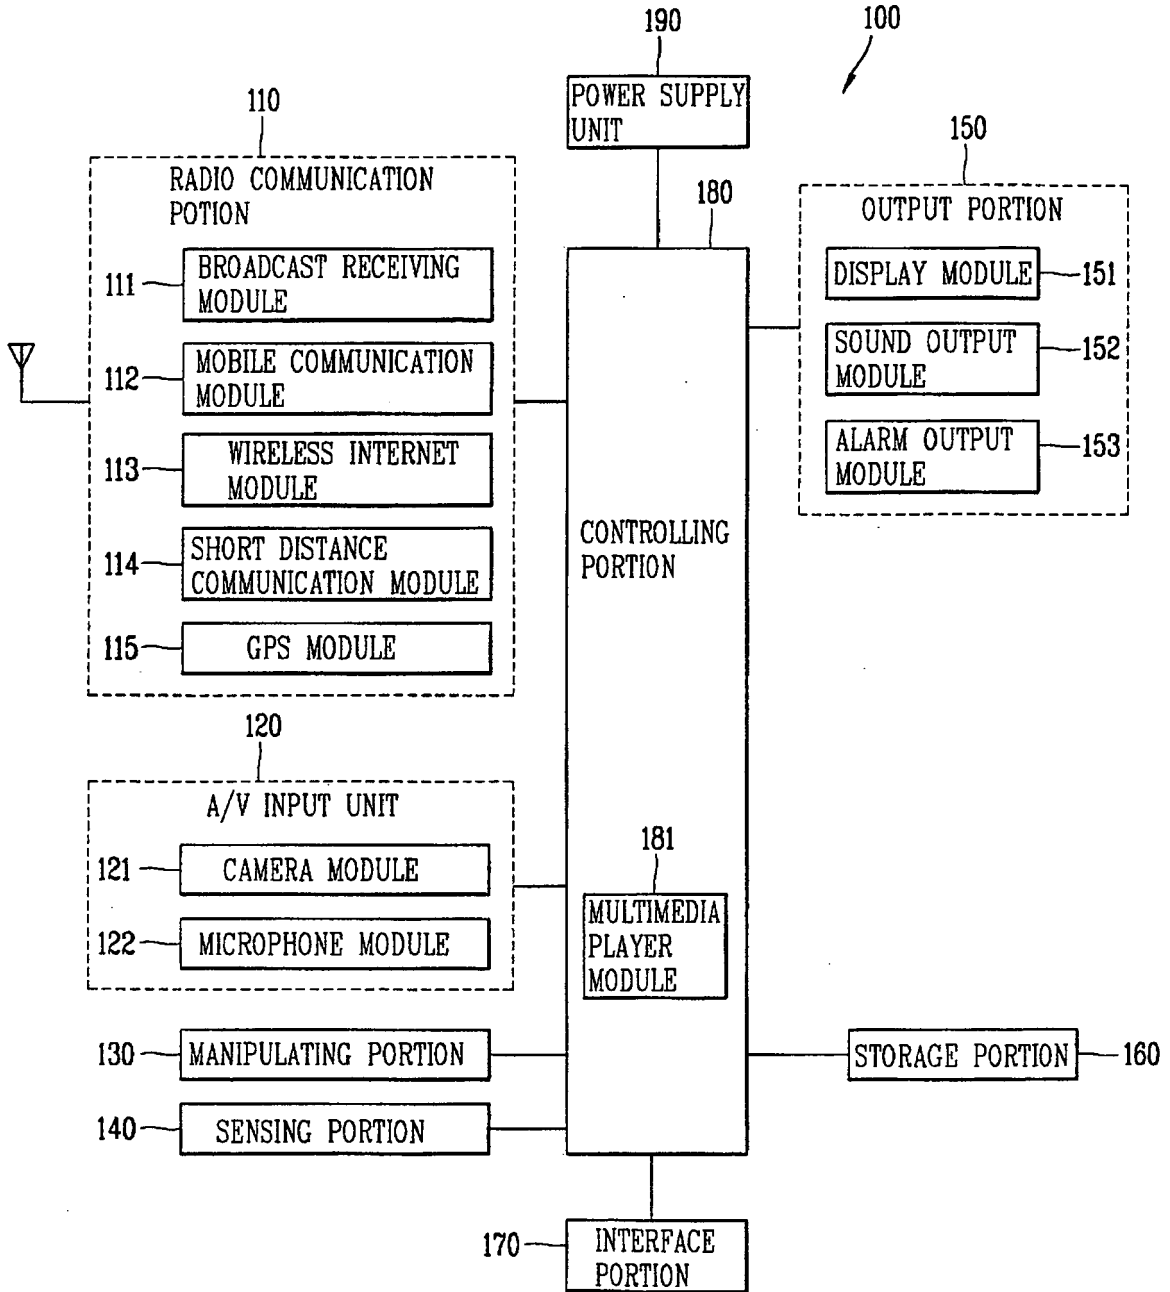 100
190
POWER SUPPLY
UNIT
110
RADIO COMMUNICATION
POTION
111
BROADCAST RECEIVING
MODULE
112
MOBILE COMMUNICATION
MODULE
113
WIRELESS INTERNET
MODULE
114
SHORT DISTANCE
COMMUNICATION MODULE
115
GPS MODULE
120
A/V INPUT UNIT
121
CAMERA MODULE
122
MICROPHONE MODULE
130
MANIPULATING PORTION
140
SENSING PORTION
180
CONTROLLING
PORTION
181
MULTIMEDIA
PLAYER
MODULE
150
OUTPUT PORTION
DISPLAY MODULE
151
SOUND OUTPUT
MODULE
152
ALARM OUTPUT
MODULE
153
STORAGE PORTION
160
170
INTERFACE
PORTION